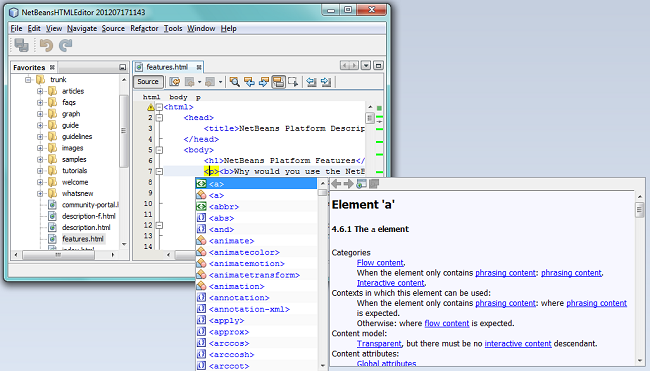 NetBeansHTMLEditor 201207171143
File Edit View Navigate Source Refactor Tools Window Help
Favorites
trunk
articles
faqs
graph
guide
guidelines
images
samples
tutorials
welcome
whatsnew
community-portal.
description-f.html
description.html
features.html
index.html
features.html
Source
html body p
1 <html>
2 <head>
3 <title>NetBeans Platform Descrip
4 </head>
5 <body>
6 <h1>NetBeans Platform Features</
7 <p><b>Why would you use the NetB
8
9
10
11
12
13
14
<a>
<a>
<abbr>
<abs>
<and>
<animate>
<animatecolor>
<animatemotion>
<animatetransform>
<animation>
<annotation>
<annotation-xml>
<apply>
<approx>
<arccos>
<arccosh>
<arccot>
Element 'a'
4.6.1 The a element
Categories
Flow content.
When the element only contains phrasing content: phrasing content.
Interactive content.
Contexts in which this element can be used:
When the element only contains phrasing content: where phrasing content
is expected.
Otherwise: where flow content is expected.
Content model:
Transparent, but there must be no interactive content descendant.
Content attributes:
Global attributes